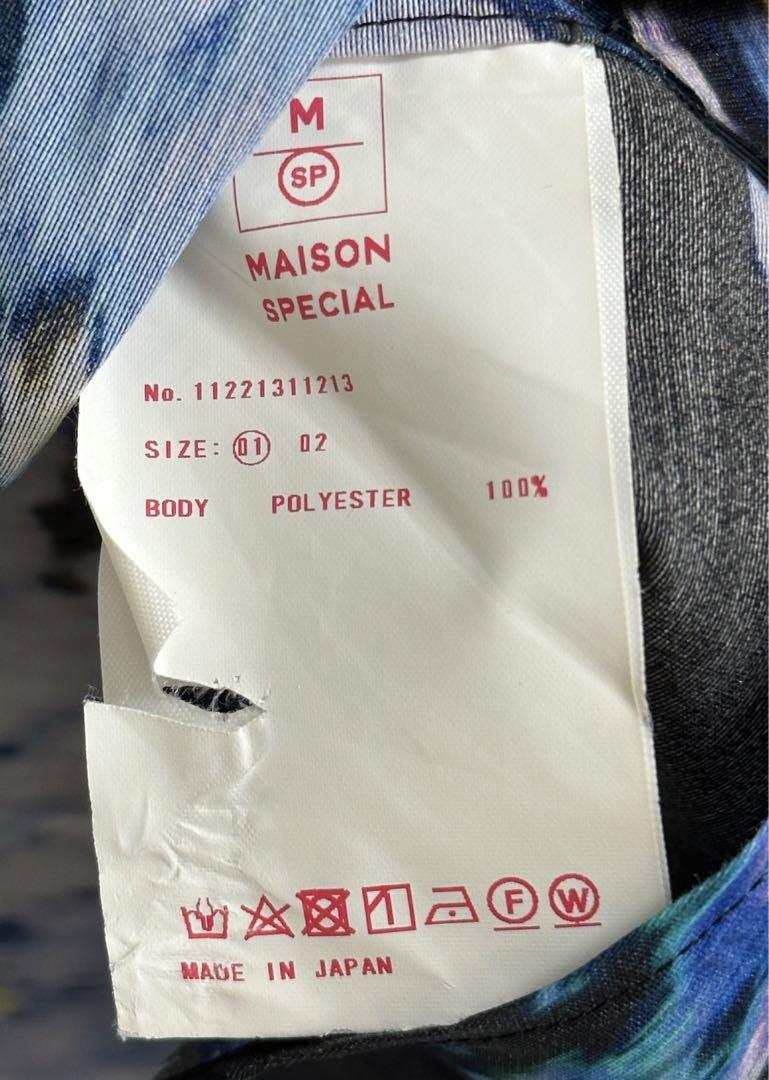 M
SP
MAISON
SPECIAL
No. 11221311213
SIZE: 01 02
BODY POLYESTER 100%
F W
MADE IN JAPAN